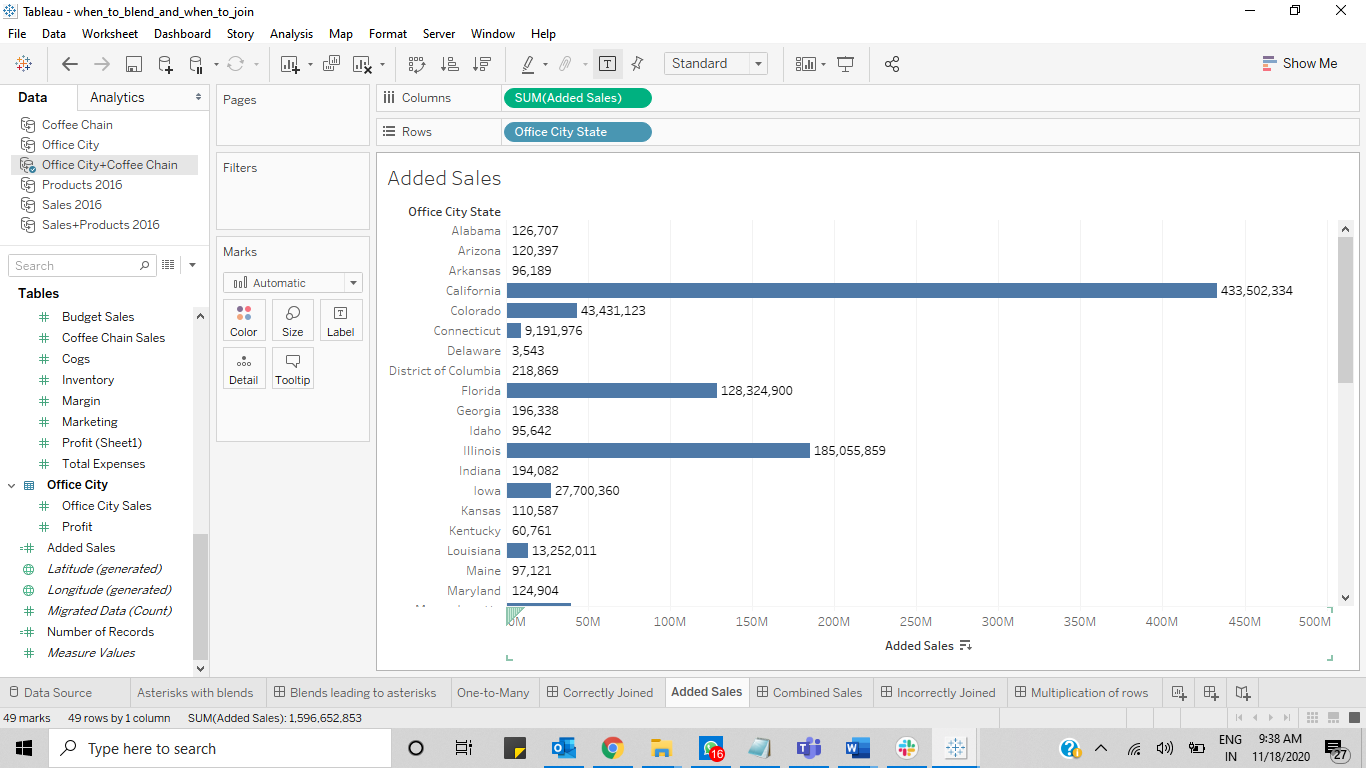 Tableau - when_to_blend_and_when_to_join
File Data Worksheet Dashboard Story Analysis Map Format Server Window Help
Standard
Show Me
Data Analytics
Coffee Chain
Office City
Office City+Coffee Chain
Products 2016
Sales 2016
Sales+Products 2016
Search
Tables
Budget Sales
Coffee Chain Sales
Cogs
Inventory
Margin
Marketing
Profit (Sheet1)
Total Expenses
Office City
Office City Sales
Profit
Added Sales
Latitude (generated)
Longitude (generated)
Migrated Data (Count)
Number of Records
Measure Values
Pages
Filters
Marks
Automatic
Color Size Label
Detail Tooltip
Columns SUM(Added Sales)
Rows Office City State
Added Sales
Office City State
Alabama 126,707
Arizona 120,397
Arkansas 96,189
California 433,502,334
Colorado 43,431,123
Connecticut 9,191,976
Delaware 3,543
District of Columbia 218,869
Florida 128,324,900
Georgia 196,338
Idaho 95,642
Illinois 185,055,859
Indiana 194,082
Iowa 27,700,360
Kansas 110,587
Kentucky 60,761
Louisiana 13,252,011
Maine 97,121
Maryland 124,904
0M 50M 100M 150M 200M 250M 300M 350M 400M 450M 500M
Added Sales
Data Source Asterisks with blends Blends leading to asterisks One-to-Many Correctly Joined Added Sales Combined Sales Incorrectly Joined Multiplication of rows
49 marks 49 rows by 1 column SUM(Added Sales): 1,596,652,853
Type here to search
16
ENG
IN
9:38 AM
11/18/2020
27